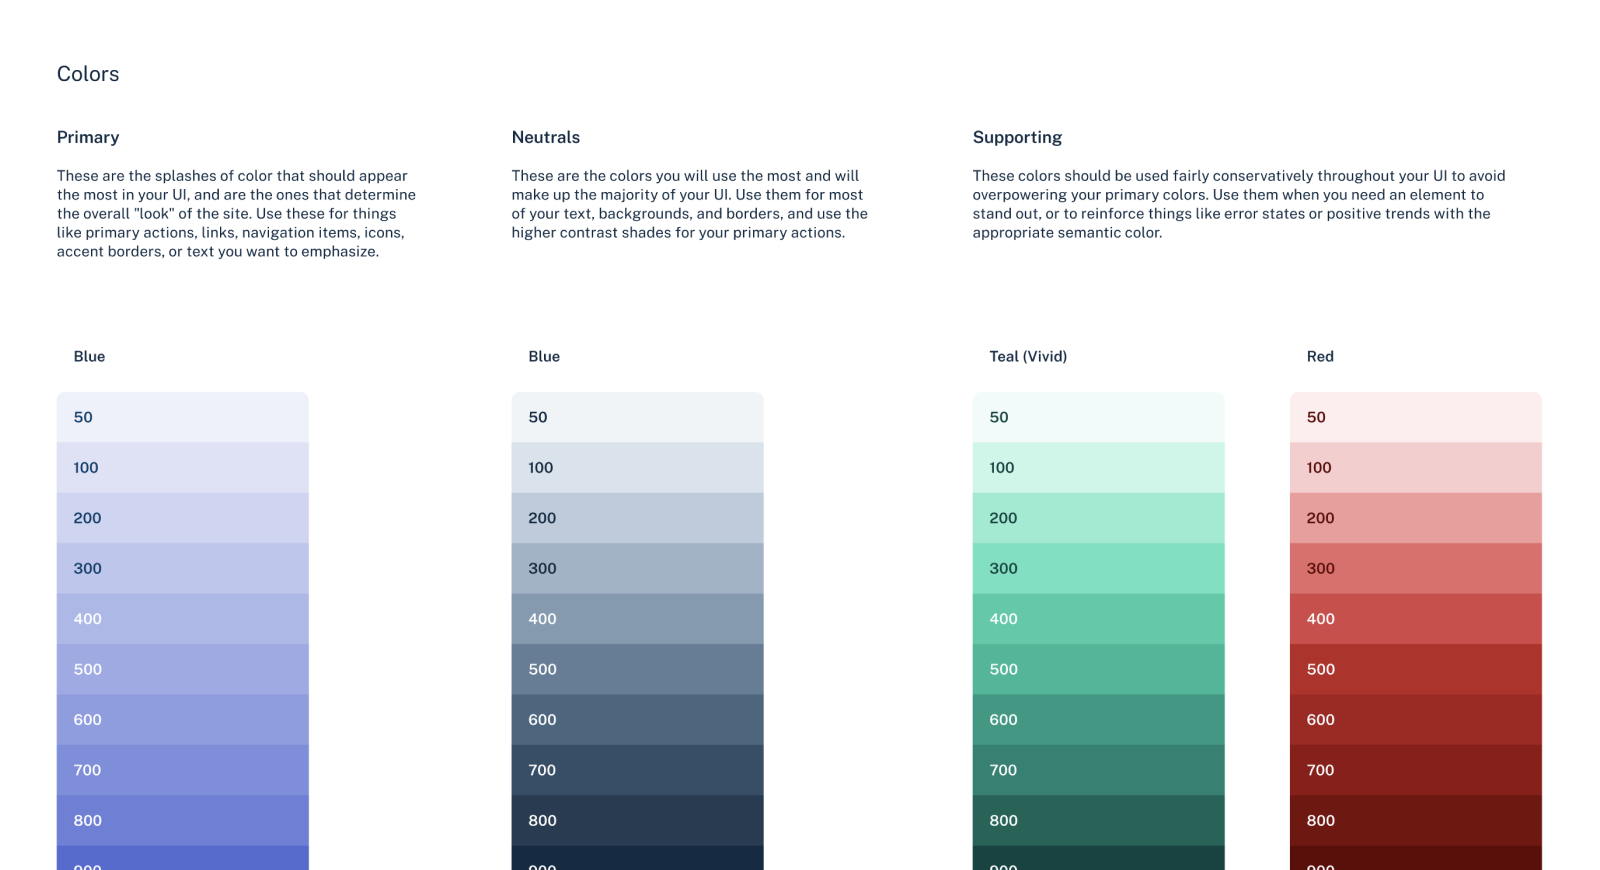 Colors
Primary
These are the splashes of color that should appear
the most in your UI, and are the ones that determine
the overall "look" of the site. Use these for things
like primary actions, links, navigation items, icons,
accent borders, or text you want to emphasize.
Neutrals
These are the colors you will use the most and will
make up the majority of your UI. Use them for most
of your text, backgrounds, and borders, and use the
higher contrast shades for your primary actions.
Supporting
These colors should be used fairly conservatively throughout your UI to avoid
overpowering your primary colors. Use them when you need an element to
stand out, or to reinforce things like error states or positive trends with the
appropriate semantic color.
Blue
50
100
200
300
400
500
600
700
800
900
Blue
50
100
200
300
400
500
600
700
800
900
Teal (Vivid)
50
100
200
300
400
500
600
700
800
900
Red
50
100
200
300
400
500
600
700
800
900